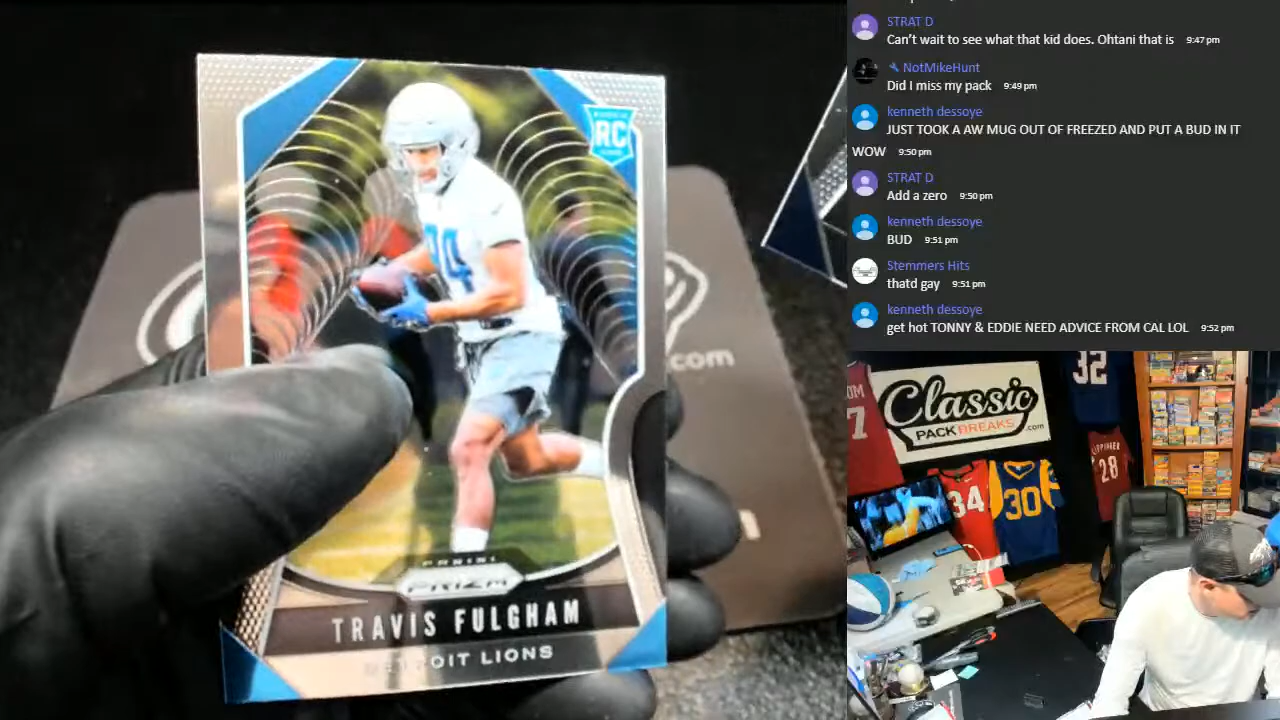 RC
TRAVIS FULGHAM
PANINI
PRIZM
LIONS
.com
STRAT D
Can't wait to see what that kid does. Ohtani that is 9:47 pm
NotMikeHunt
Did I miss my pack 9:49 pm
kenneth dessoye
JUST TOOK A AW MUG OUT OF FREEZED AND PUT A BUD IN IT
WOW 9:50 pm
STRAT D
Add a zero 9:50 pm
kenneth dessoye
BUD 9:51 pm
Stemmers Hits
thatd gay 9:51 pm
kenneth dessoye
get hot TONNY & EDDIE NEED ADVICE FROM CAL LOL 9:52 pm
Classic
PACKBREAKS.com
32
7
34
30
28